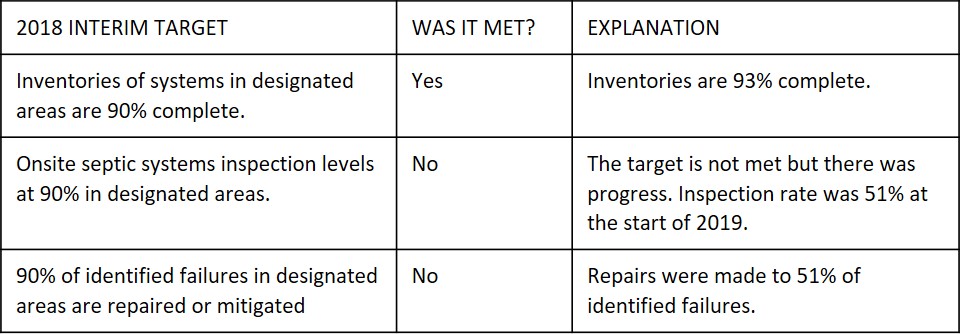 2018 INTERIM TARGET
WAS IT MET?
EXPLANATION
Inventories of systems in designated
areas are 90% complete.
Yes
Inventories are 93% complete.
Onsite septic systems inspection levels
at 90% in designated areas.
No
The target is not met but there was
progress. Inspection rate was 51% at
the start of 2019.
90% of identified failures in designated
areas are repaired or mitigated
No
Repairs were made to 51% of
identified failures.